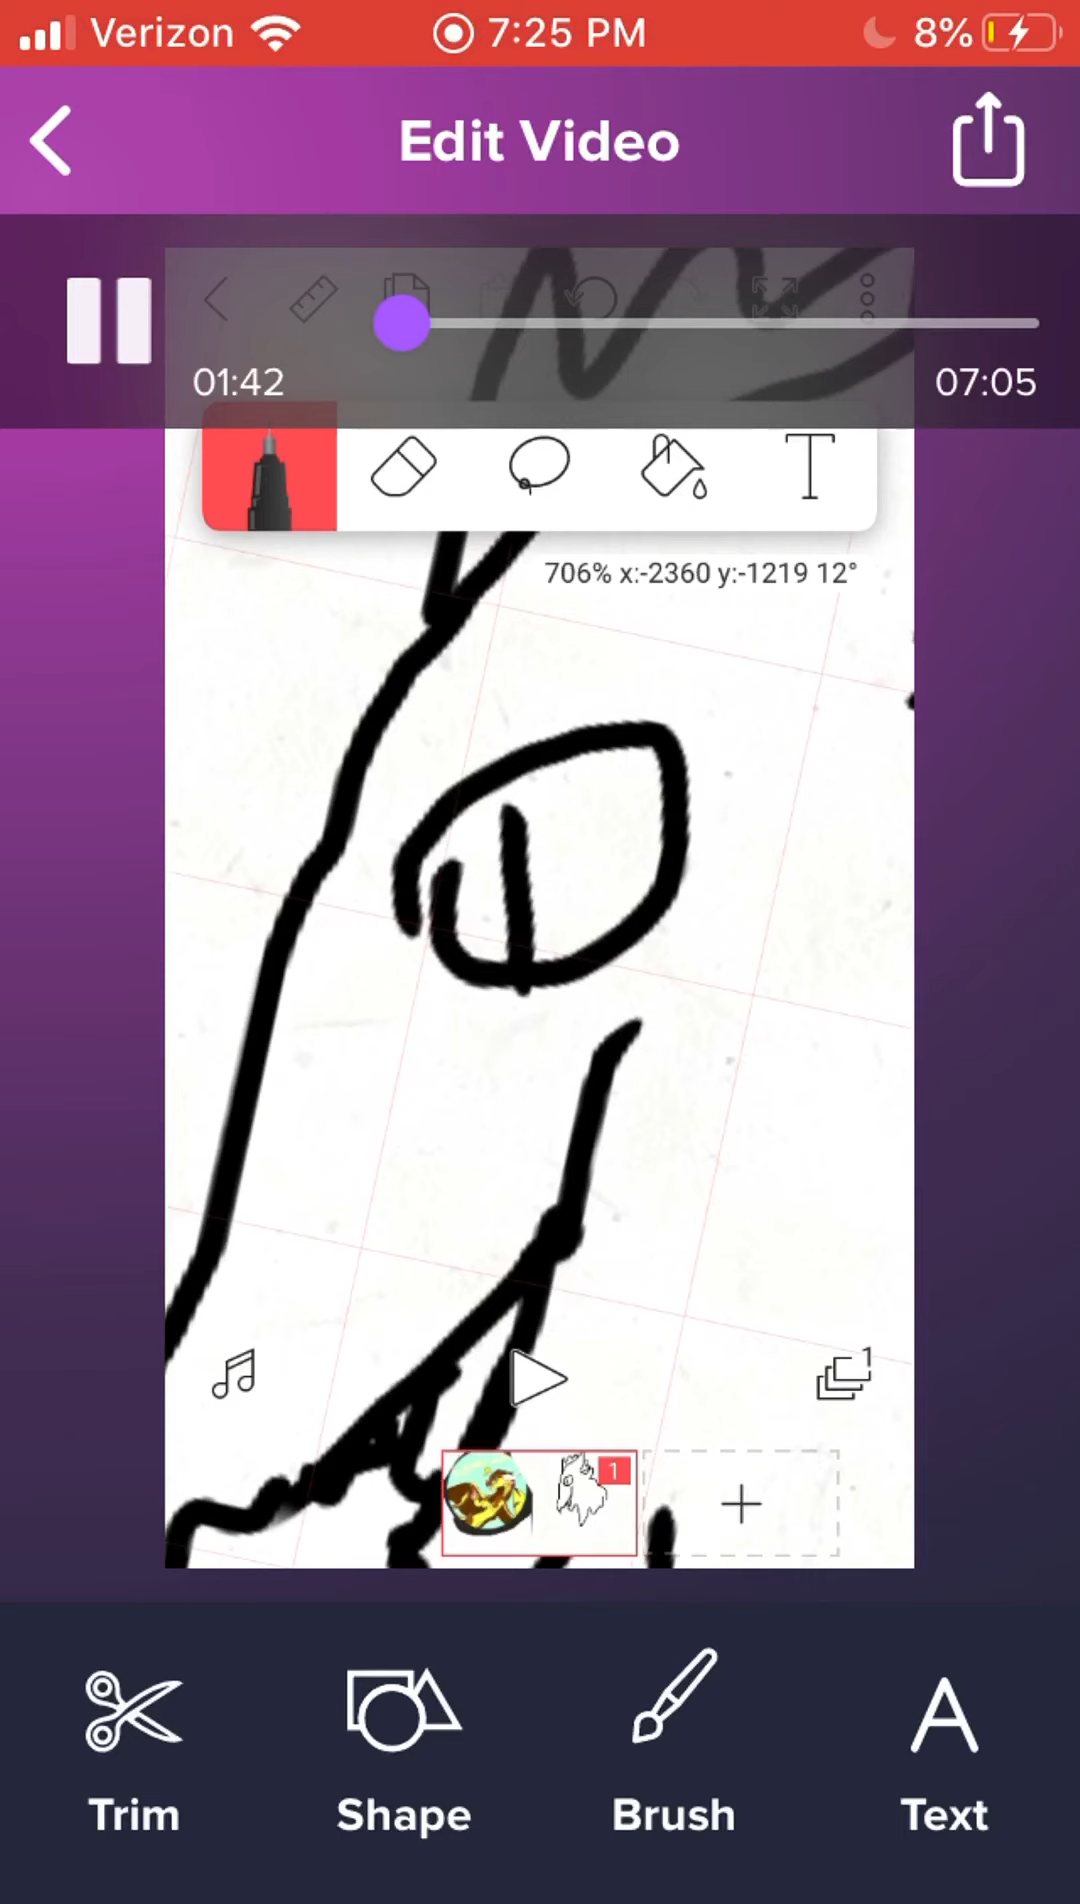 Verizon 7:25 PM 8%
Edit Video
01:42 07:05
T
706% x:-2360 y:-1219 12°
1
1
Trim Shape Brush Text